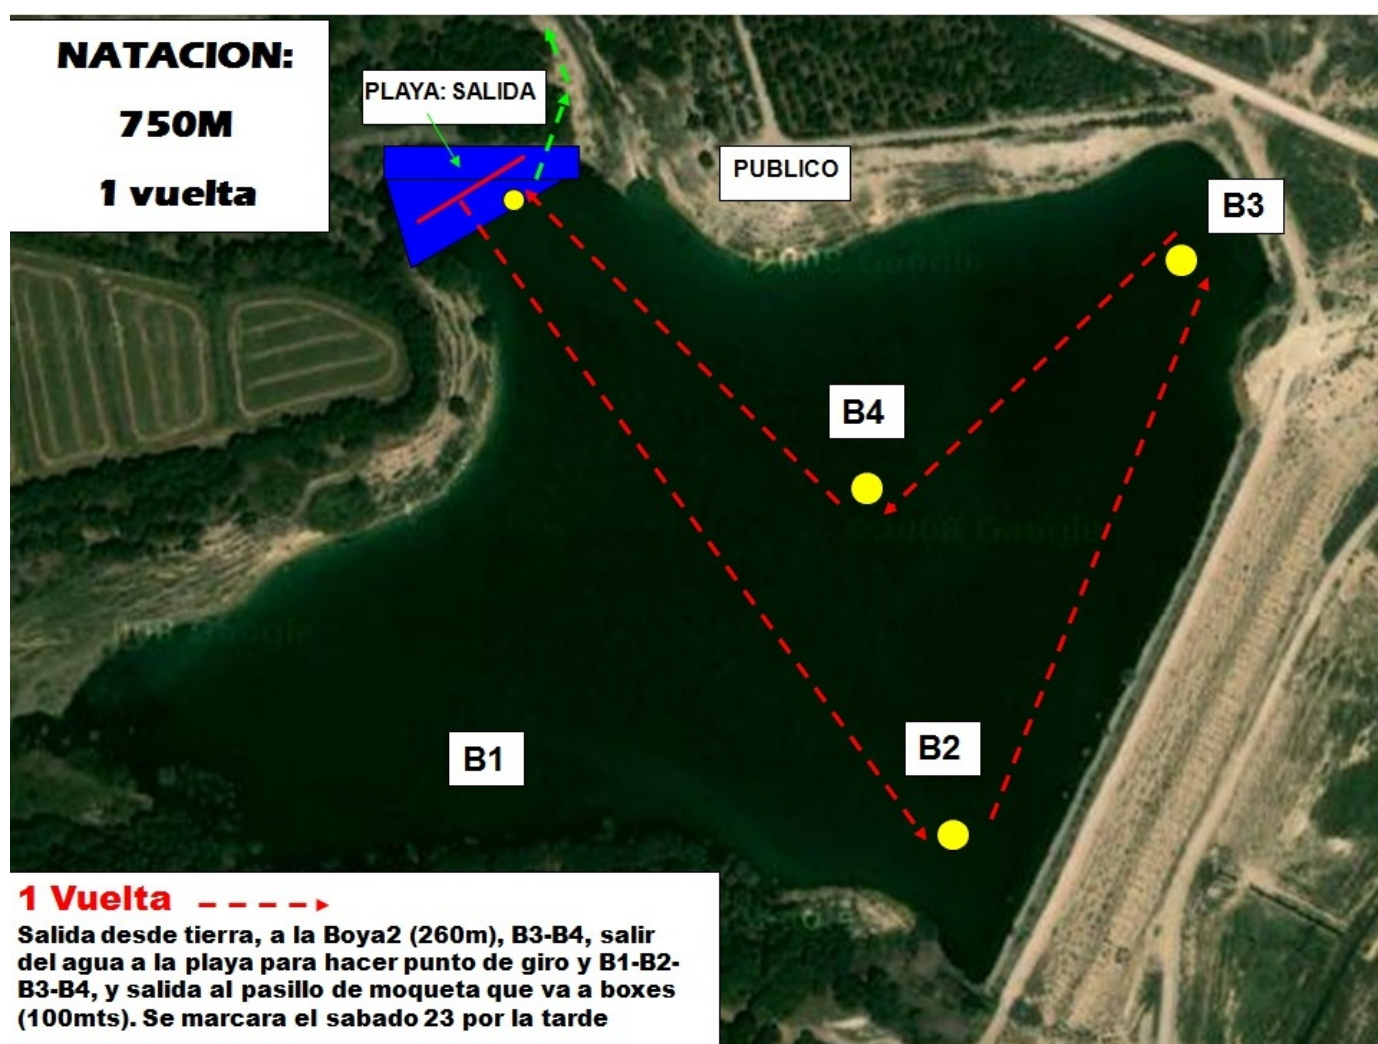 NATACION:
750M
1 vuelta
PLAYA: SALIDA
PUBLICO
B3
B4
B2
B1
1 Vuelta
Salida desde tierra, a la Boya2 (260m), B3-B4, salir
del agua a la playa para hacer punto de giro y B1-B2-
B3-B4, y salida al pasillo de moqueta que va a boxes
(100mts). Se marcara el sabado 23 por la tarde
©2008 Google